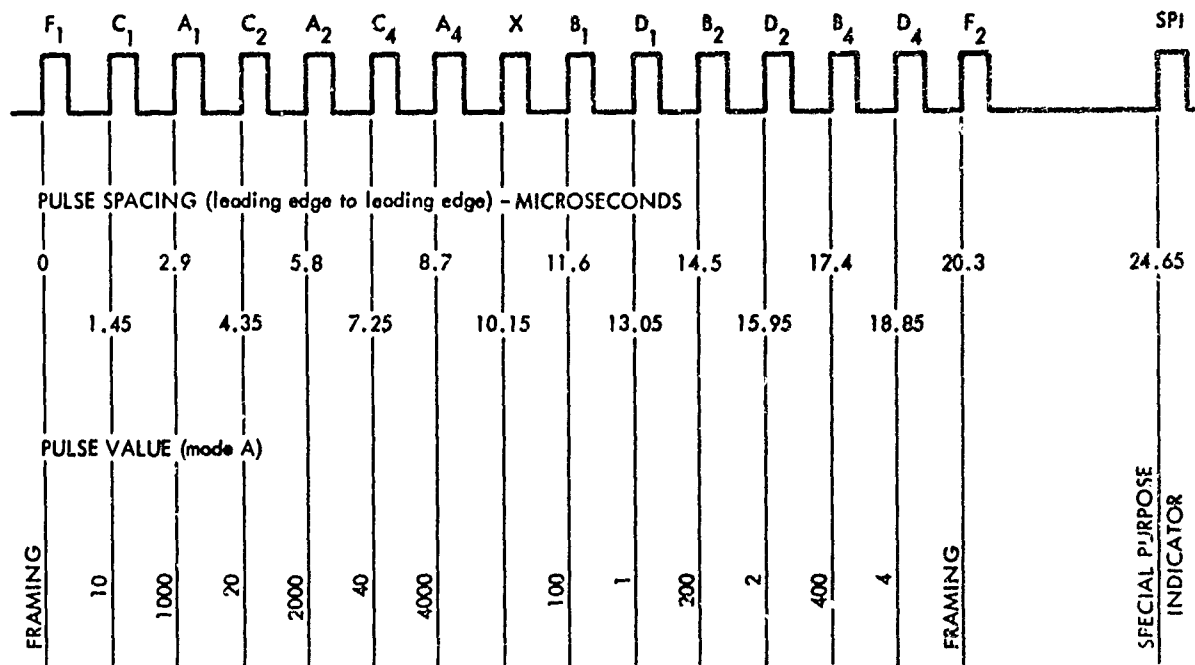 F1 C1 A1 C2 A2 C4 A4 X B1 D1 B2 D2 B4 D4 F2 SPI
PULSE SPACING (leading edge to leading edge) - MICROSECONDS
0 2.9 5.8 8.7 11.6 14.5 17.4 20.3 24.65
1.45 4.35 7.25 10.15 13.05 15.95 18.85
PULSE VALUE (mode A)
FRAMING
10
1000
20
2000
40
4000
100
1
200
2
400
4
FRAMING
SPECIAL PURPOSE
INDICATOR